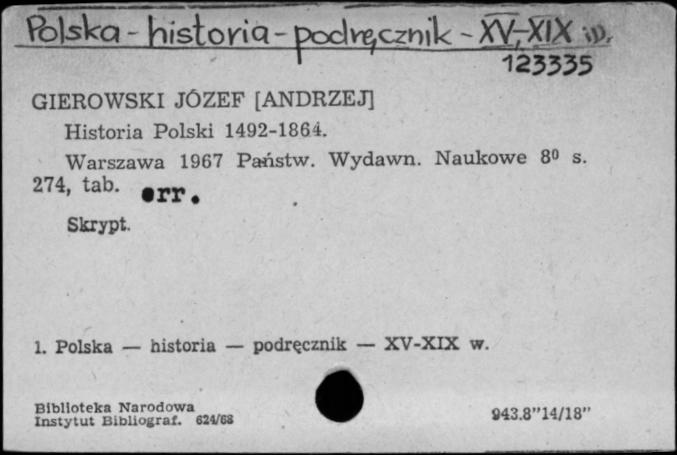 Polska - historia - podręcznik - XV-XIX w.
123335
GIEROWSKI JÓZEF [ANDRZEJ]
Historia Polski 1492-1864.
Warszawa 1967 Państw. Wydawn. Naukowe 8⁰ s.
274, tab. err.
Skrypt.
1. Polska — historia — podręcznik — XV-XIX w.
Biblioteka Narodowa
Instytut Bibliograf. 624/68
943.8"14/18"